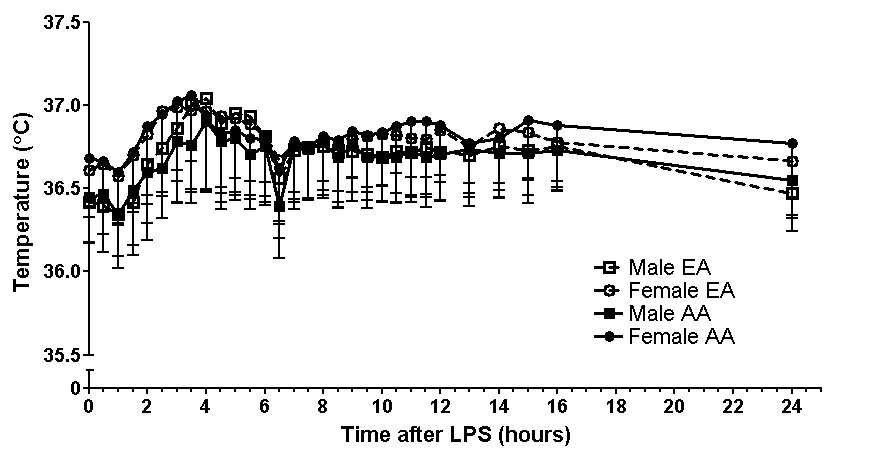 37.5
37.0
36.5
36.0
35.5
0
Temperature (°C)
Male EA
Female EA
Male AA
Female AA
0 2 4 6 8 10 12 14 16 18 20 22 24
Time after LPS (hours)